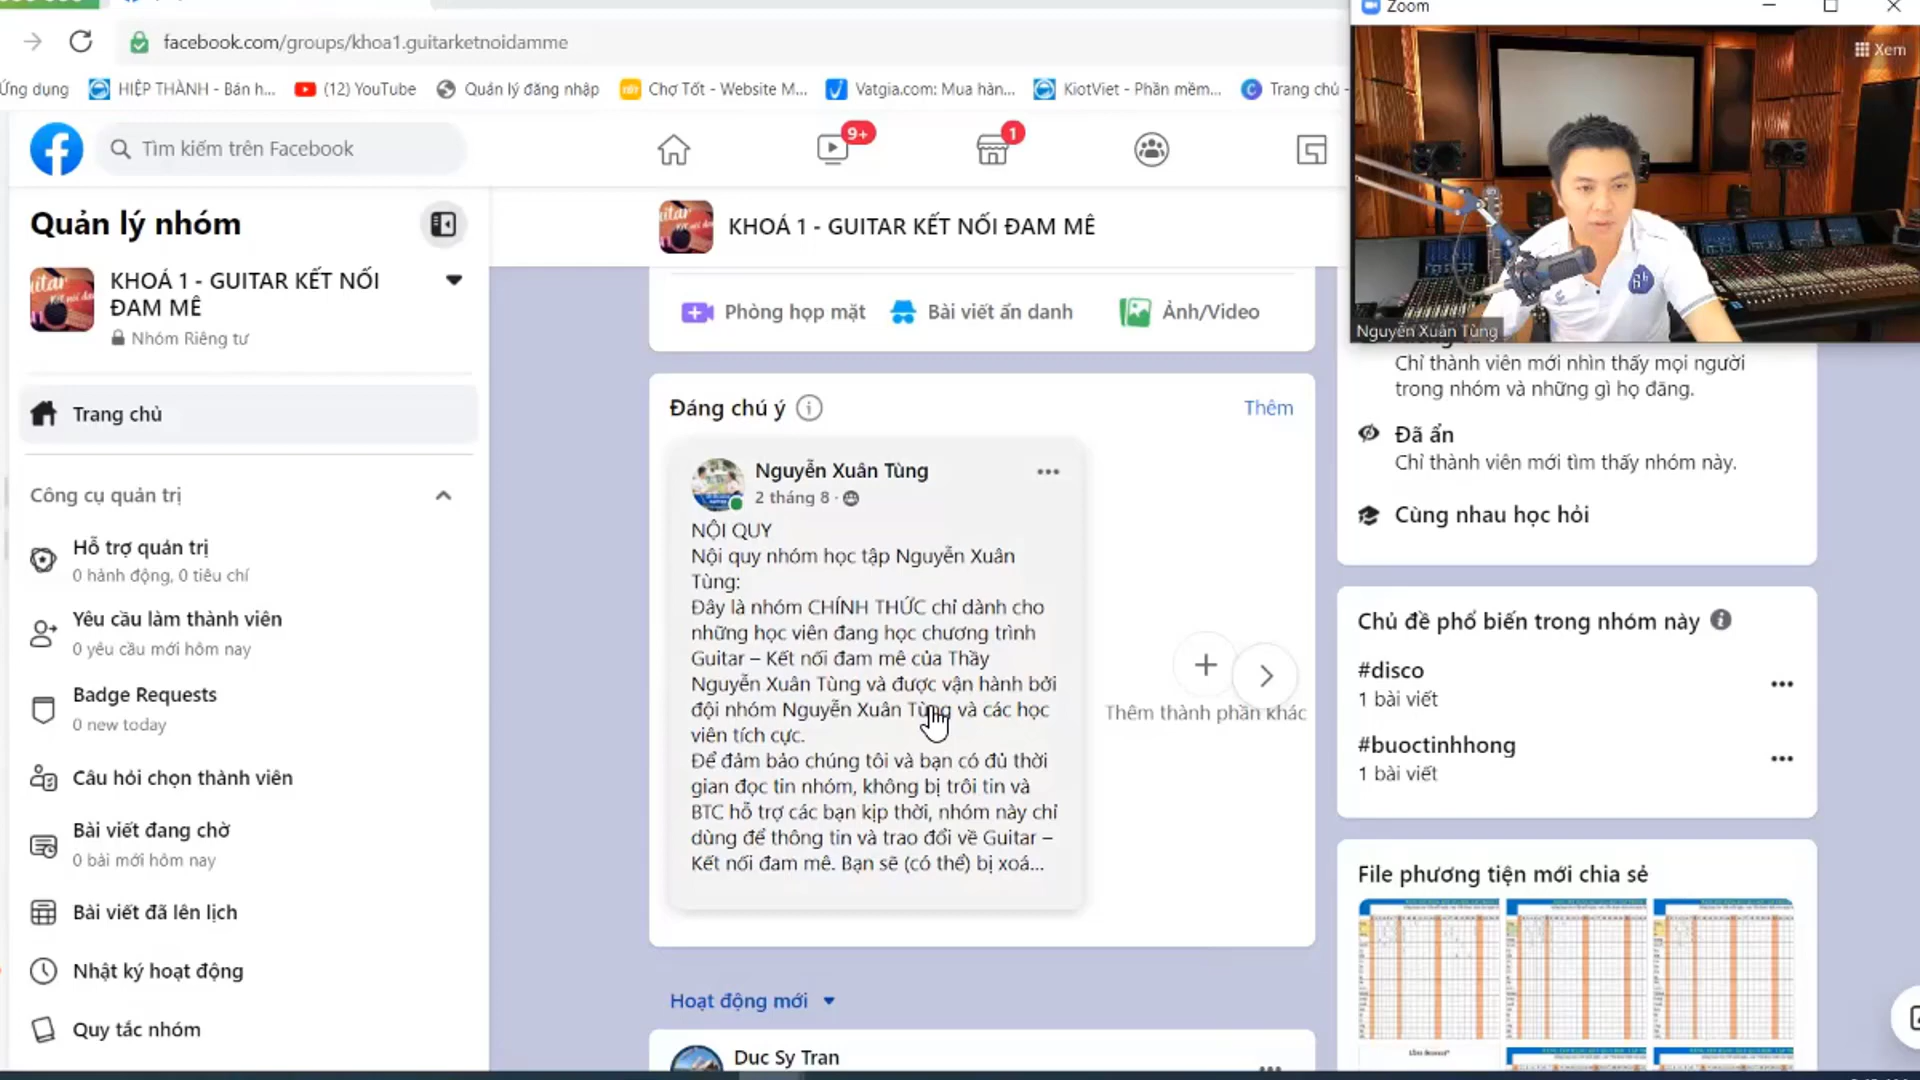 Zoom
facebook.com/groups/khoa1.guitarketnoidamme
Ứng dụng
HIỆP THÀNH - Bán h...
(12) YouTube
Quản lý đăng nhập
Chợ Tốt - Website M...
Vatgia.com: Mua hàn...
KiotViet - Phần mềm...
Trang chủ -
Xem
Tìm kiếm trên Facebook
9+
1
Quản lý nhóm
KHOÁ 1 - GUITAR KẾT NỐI
ĐAM MÊ
Nhóm Riêng tư
Trang chủ
Công cụ quản trị
Hỗ trợ quản trị
0 hành động, 0 tiêu chí
Yêu cầu làm thành viên
0 yêu cầu mới hôm nay
Badge Requests
0 new today
Câu hỏi chọn thành viên
Bài viết đang chờ
0 bài mới hôm nay
Bài viết đã lên lịch
Nhật ký hoạt động
Quy tắc nhóm
KHOÁ 1 - GUITAR KẾT NỐI ĐAM MÊ
Phòng họp mặt
Bài viết ẩn danh
Ảnh/Video
Đáng chú ý
Thêm
Nguyễn Xuân Tùng
2 tháng 8
NỘI QUY
Nội quy nhóm học tập Nguyễn Xuân
Tùng:
Đây là nhóm CHÍNH THỨC chỉ dành cho
những học viên đang học chương trình
Guitar – Kết nối đam mê của Thầy
Nguyễn Xuân Tùng và được vận hành bởi
đội nhóm Nguyễn Xuân Tùng và các học
viên tích cực.
Để đảm bảo chúng tôi và bạn có đủ thời
gian đọc tin nhóm, không bị trôi tin và
BTC hỗ trợ các bạn kịp thời, nhóm này chỉ
dùng để thông tin và trao đổi về Guitar –
Kết nối đam mê. Bạn sẽ (có thể) bị xoá...
Thêm thành phần khác
Hoạt động mới
Duc Sy Tran
Nguyễn Xuân Tùng
Chỉ thành viên mới nhìn thấy mọi người
trong nhóm và những gì họ đăng.
Đã ẩn
Chỉ thành viên mới tìm thấy nhóm này.
Cùng nhau học hỏi
Chủ đề phổ biến trong nhóm này
#disco
1 bài viết
#buoctinhhong
1 bài viết
File phương tiện mới chia sẻ